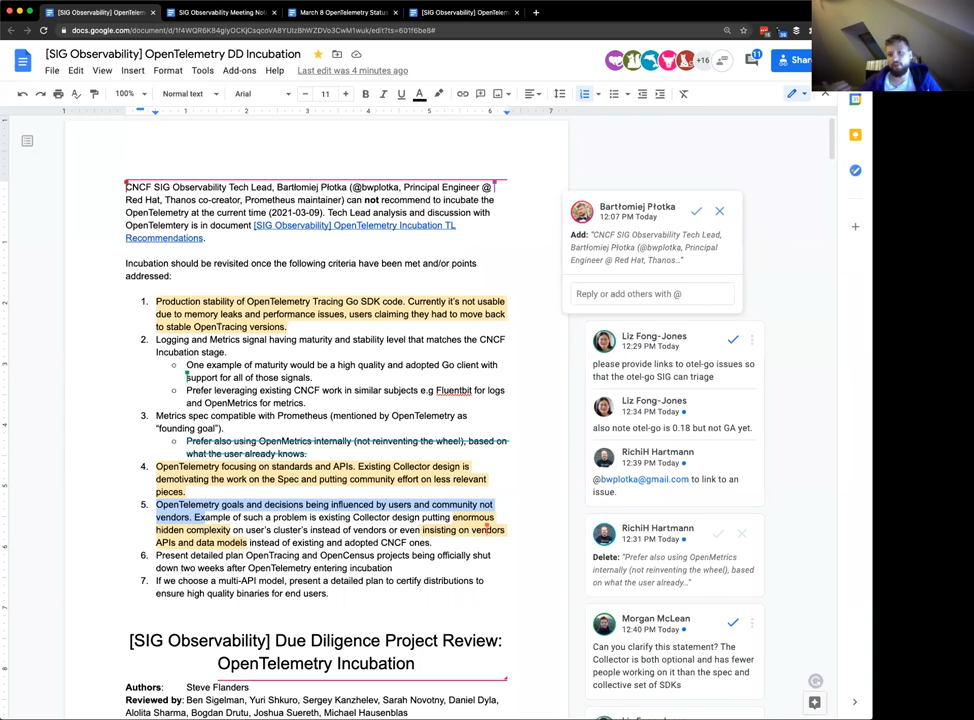 [SIG Observability] OpenTelem
SIG Observability Meeting Not
March 8 OpenTelemetry Status
[SIG Observability] OpenTelem
docs.google.com/document/d/
[SIG Observability] OpenTelemetry DD Incubation
File Edit View Insert Format Tools Add-ons Help Last edit was 4 minutes ago
+16
11
Shar
100% Normal text Arial 11 B I U A
CNCF SIG Observability Tech Lead, Bartłomiej Płotka (@bwplotka, Principal Engineer @
Red Hat, Thanos co-creator, Prometheus maintainer) can not recommend to incubate the
OpenTelemetry at the current time (2021-03-09). Tech Lead analysis and discussion with
OpenTelemtery is in document [SIG Observability] OpenTelemetry Incubation TL
Recommendations.
Incubation should be revisited once the following criteria have been met and/or points
addressed:
1. Production stability of OpenTelemetry Tracing Go SDK code. Currently it's not usable
due to memory leaks and performance issues, users claiming they had to move back
to stable OpenTracing versions.
2. Logging and Metrics signal having maturity and stability level that matches the CNCF
Incubation stage.
One example of maturity would be a high quality and adopted Go client with
support for all of those signals.
Prefer leveraging existing CNCF work in similar subjects e.g Fluentbit for logs
and OpenMetrics for metrics.
3. Metrics spec compatible with Prometheus (mentioned by OpenTelemetry as
"founding goal").
Prefer also using OpenMetrics internally (not reinventing the wheel), based on
what the user already knows.
4. OpenTelemetry focusing on standards and APIs. Existing Collector design is
demotivating the work on the Spec and putting community effort on less relevant
pieces.
5. OpenTelemetry goals and decisions being influenced by users and community not
vendors. Example of such a problem is existing Collector design putting enormous
hidden complexity on user's cluster's instead of vendors or even insisting on vendors
APIs and data models instead of existing and adopted CNCF ones.
6. Present detailed plan OpenTracing and OpenCensus projects being officially shut
down two weeks after OpenTelemetry entering incubation
7. If we choose a multi-API model, present a detailed plan to certify distributions to
ensure high quality binaries for end users.
[SIG Observability] Due Diligence Project Review:
OpenTelemetry Incubation
Authors: Steve Flanders
Reviewed by: Ben Sigelman, Yuri Shkuro, Sergey Kanzhelev, Sarah Novotny, Daniel Dyla,
Alolita Sharma, Bogdan Drutu, Joshua Suereth, Michael Hausenblas
Bartłomiej Płotka
12:07 PM Today
Add: "CNCF SIG Observability Tech Lead,
Bartłomiej Płotka (@bwplotka, Principal
Engineer @ Red Hat, Thanos..."
Reply or add others with @
Liz Fong-Jones
12:29 PM Today
please provide links to otel-go issues so
that the otel-go SIG can triage
Liz Fong-Jones
12:34 PM Today
also note otel-go is 0.18 but not GA yet.
RichiH Hartmann
12:39 PM Today
@bwplotka@gmail.com to link to an
issue.
RichiH Hartmann
12:31 PM Today
Delete: "Prefer also using OpenMetrics
internally (not reinventing the wheel), based
on what the user already..."
Morgan McLean
12:40 PM Today
Can you clarify this statement? The
Collector is both optional and has fewer
people working on it than the spec and
collective set of SDKs